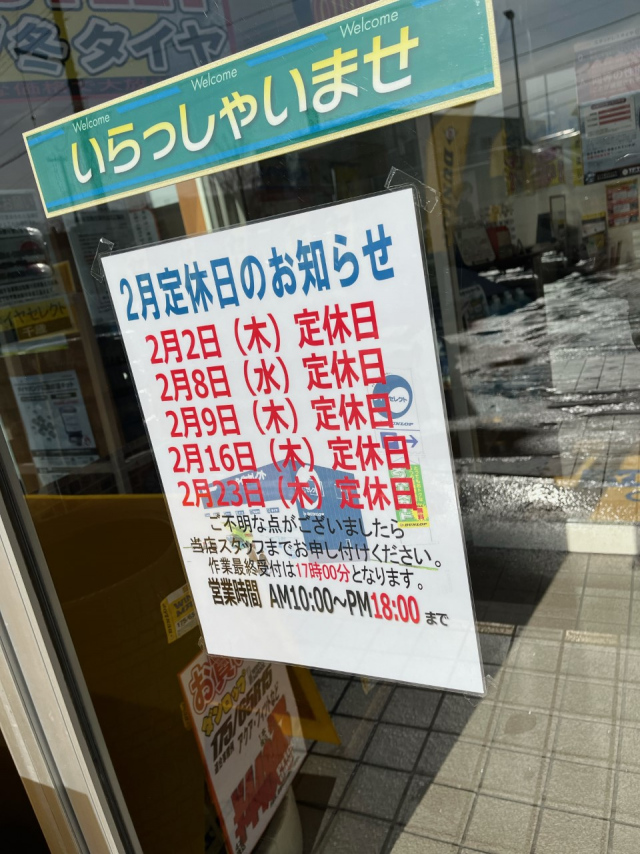 冬タイヤ
Welcome
Welcome
Welcome
いらっしゃいませ
2月定休日のお知らせ
2月2日（木）定休日
2月8日（水）定休日
2月9日（木）定休日
2月16日（木）定休日
2月23日（木）定休日
ご不明な点がございましたら
当店スタッフまでお申し付けください。
作業最終受付は17時00分となります。
営業時間 AM10:00～PM18:00 まで
ダンロップ